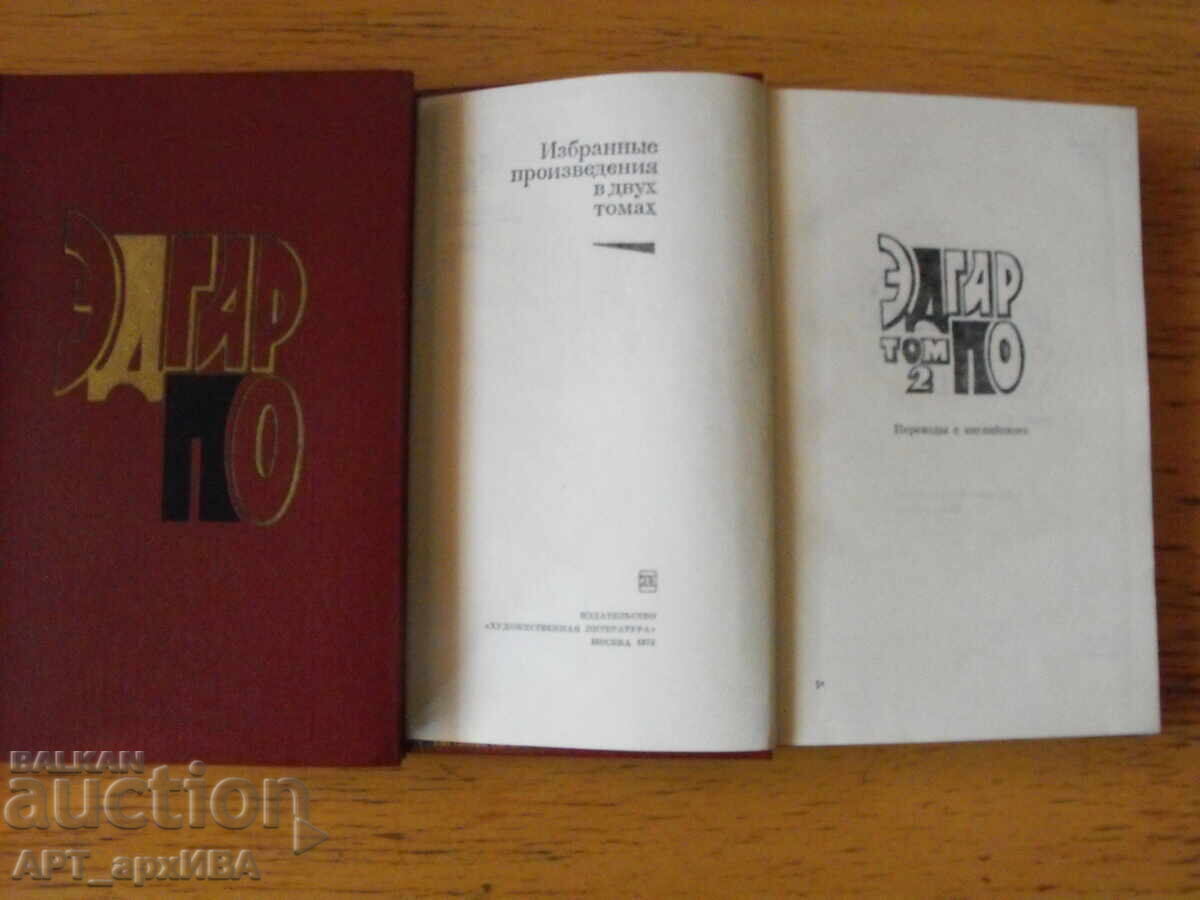 ЭДГАР
ПО
Избранные
произведения
в двух
томах
ИЗДАТЕЛЬСТВО
«ХУДОЖЕСТВЕННАЯ ЛИТЕРАТУРА»
МОСКВА 1972
ЭДГАР
ПО
ТОМ
2
Переводы с английского
BALKAN
auction
АРТ_архИВА